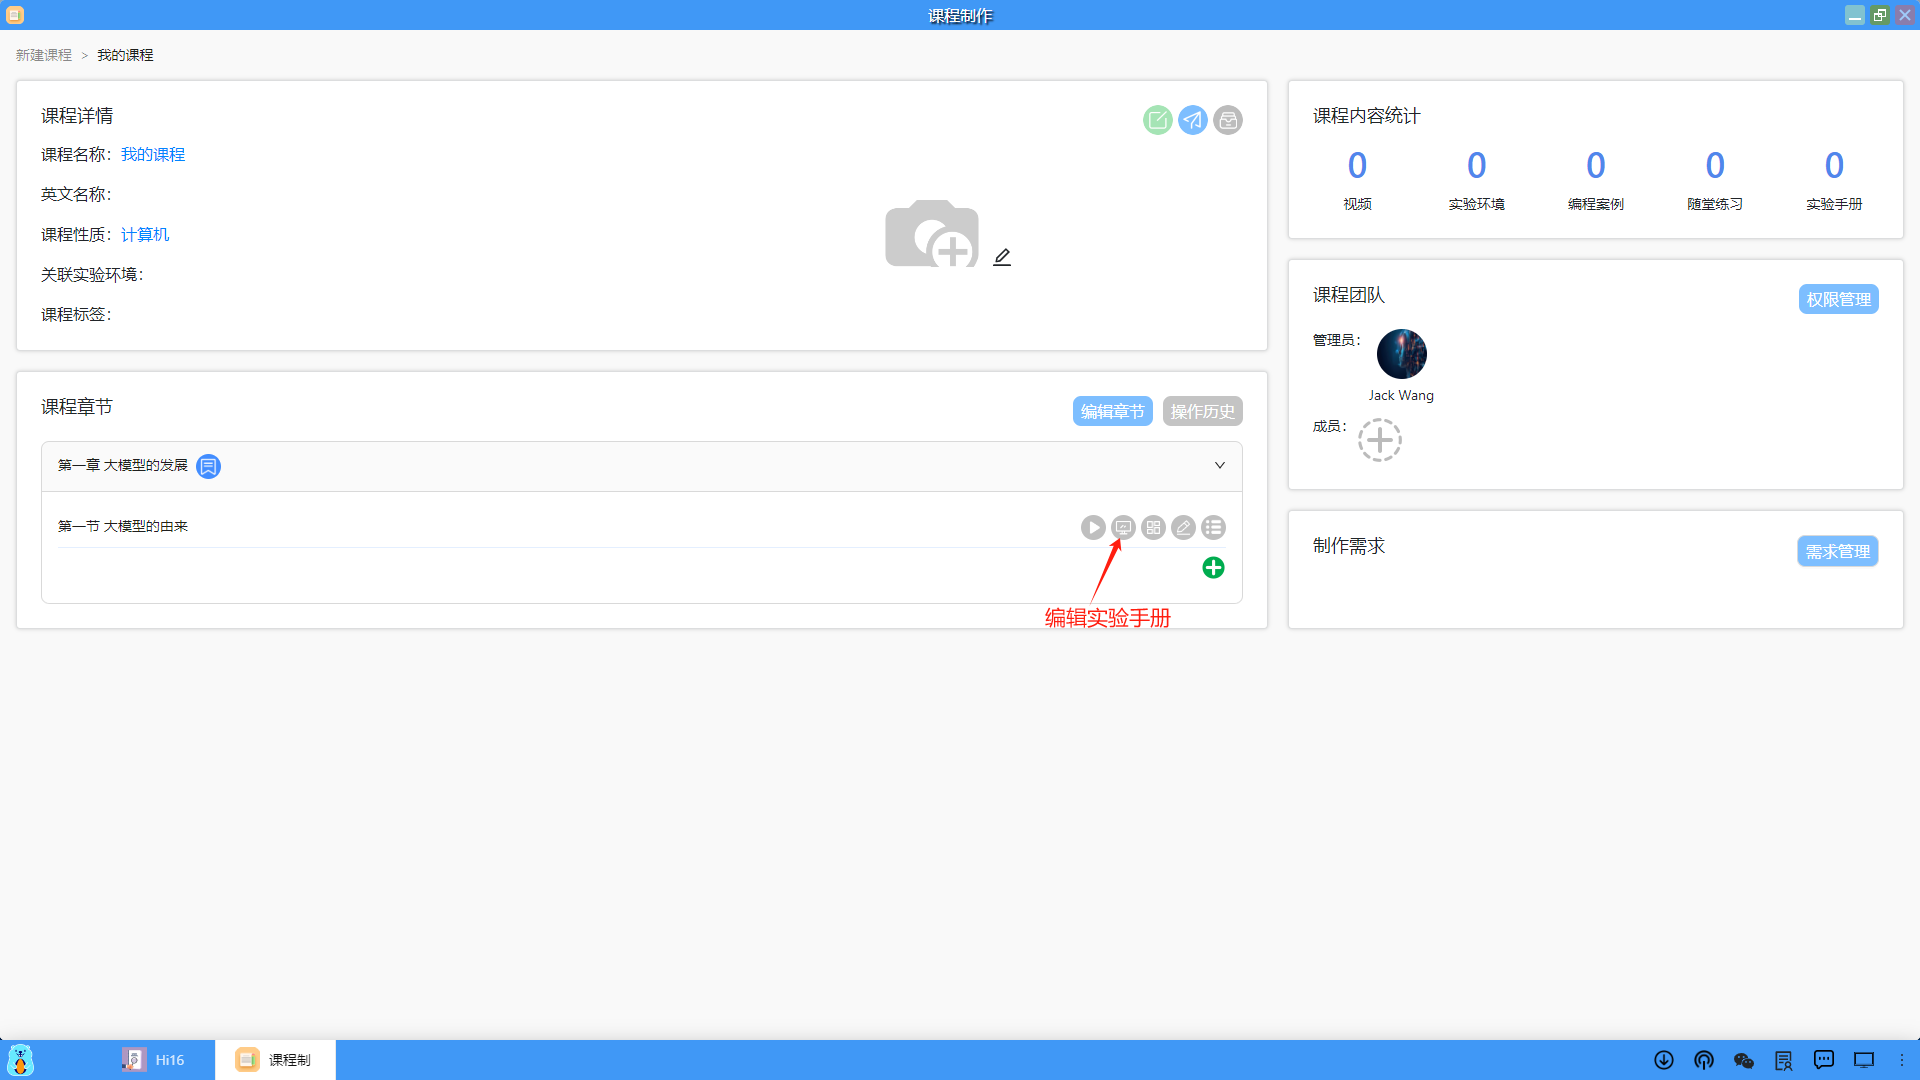 课程制作
新建课程 > 我的课程
课程详情
课程名称： 我的课程
英文名称：
课程性质： 计算机
关联实验环境：
课程标签：
课程章节
编辑章节 操作历史
第一章 大模型的发展
第一节 大模型的由来
编辑实验手册
课程内容统计
0 0 0 0 0
视频 实验环境 编程案例 随堂练习 实验手册
课程团队
权限管理
管理员：
Jack Wang
成员：
制作需求
需求管理
Hi16 课程制